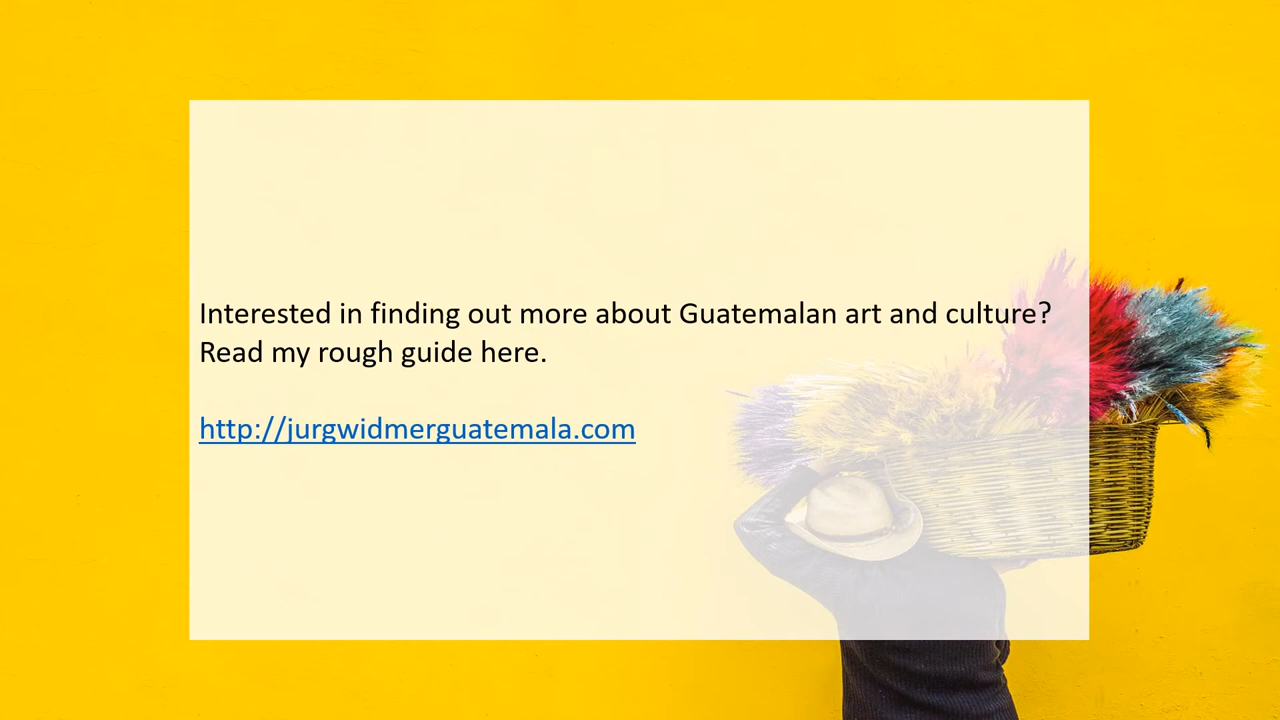 Interested in finding out more about Guatemalan art and culture?
Read my rough guide here.
http://jurgwidmerguatemala.com